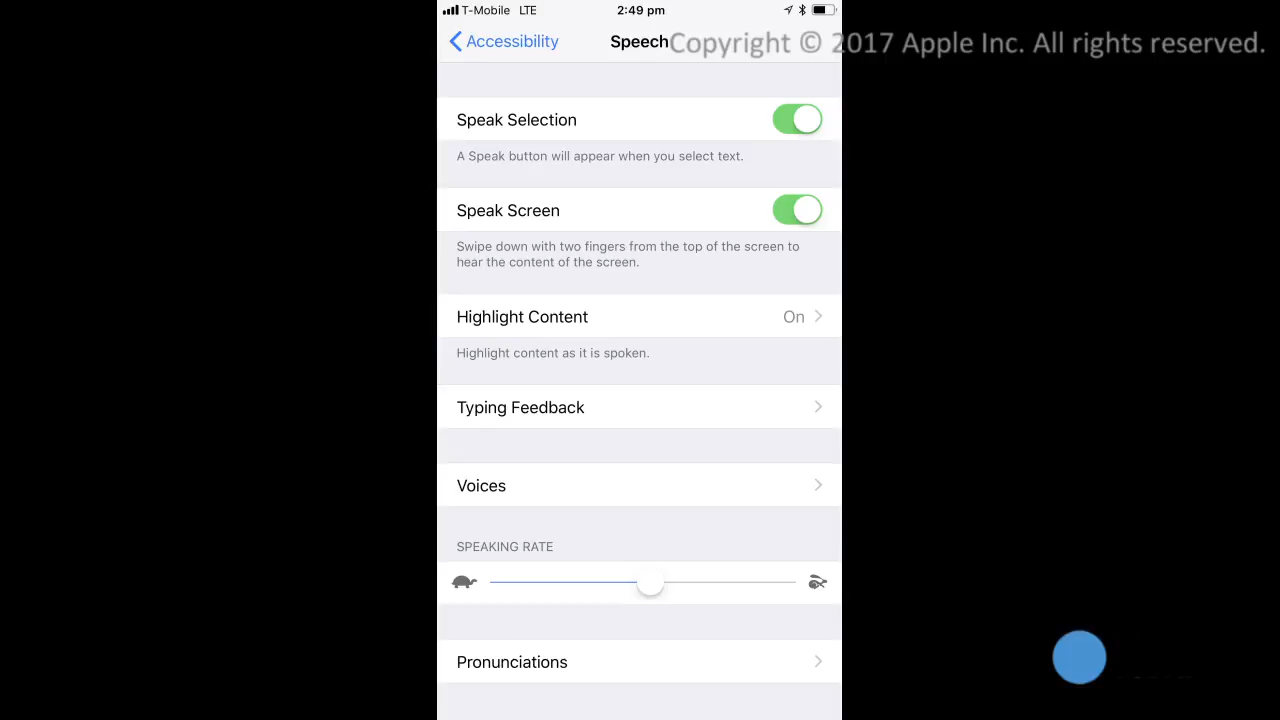 T-Mobile LTE 2:49 pm
Accessibility Speech
Copyright © 2017 Apple Inc. All rights reserved.
Speak Selection
A Speak button will appear when you select text.
Speak Screen
Swipe down with two fingers from the top of the screen to
hear the content of the screen.
Highlight Content On
Highlight content as it is spoken.
Typing Feedback
Voices
SPEAKING RATE
Pronunciations